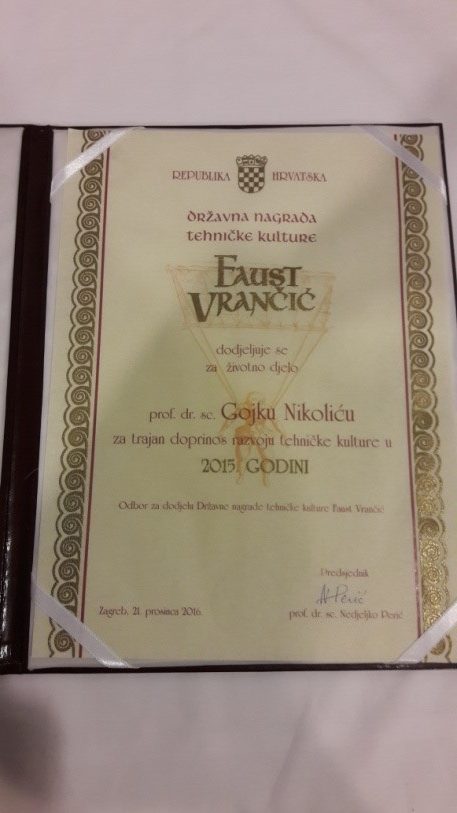 REPUBLIKA HRVATSKA
DRŽAVNA NAGRADA
TEHNIČKE KULTURE
FAUST
VRANČIĆ
dodjeljuje se
za životno djelo
prof. dr. sc. Gojku Nikoliću
za trajan doprinos razvoju tehničke kulture u
2015. GODINI
Odbor za dodjelu Državne nagrade tehničke kulture Faust Vrančić
Predsjednik
N Perić
Zagreb, 21. prosinca 2016.
prof. dr. sc. Nedjeljko Perić